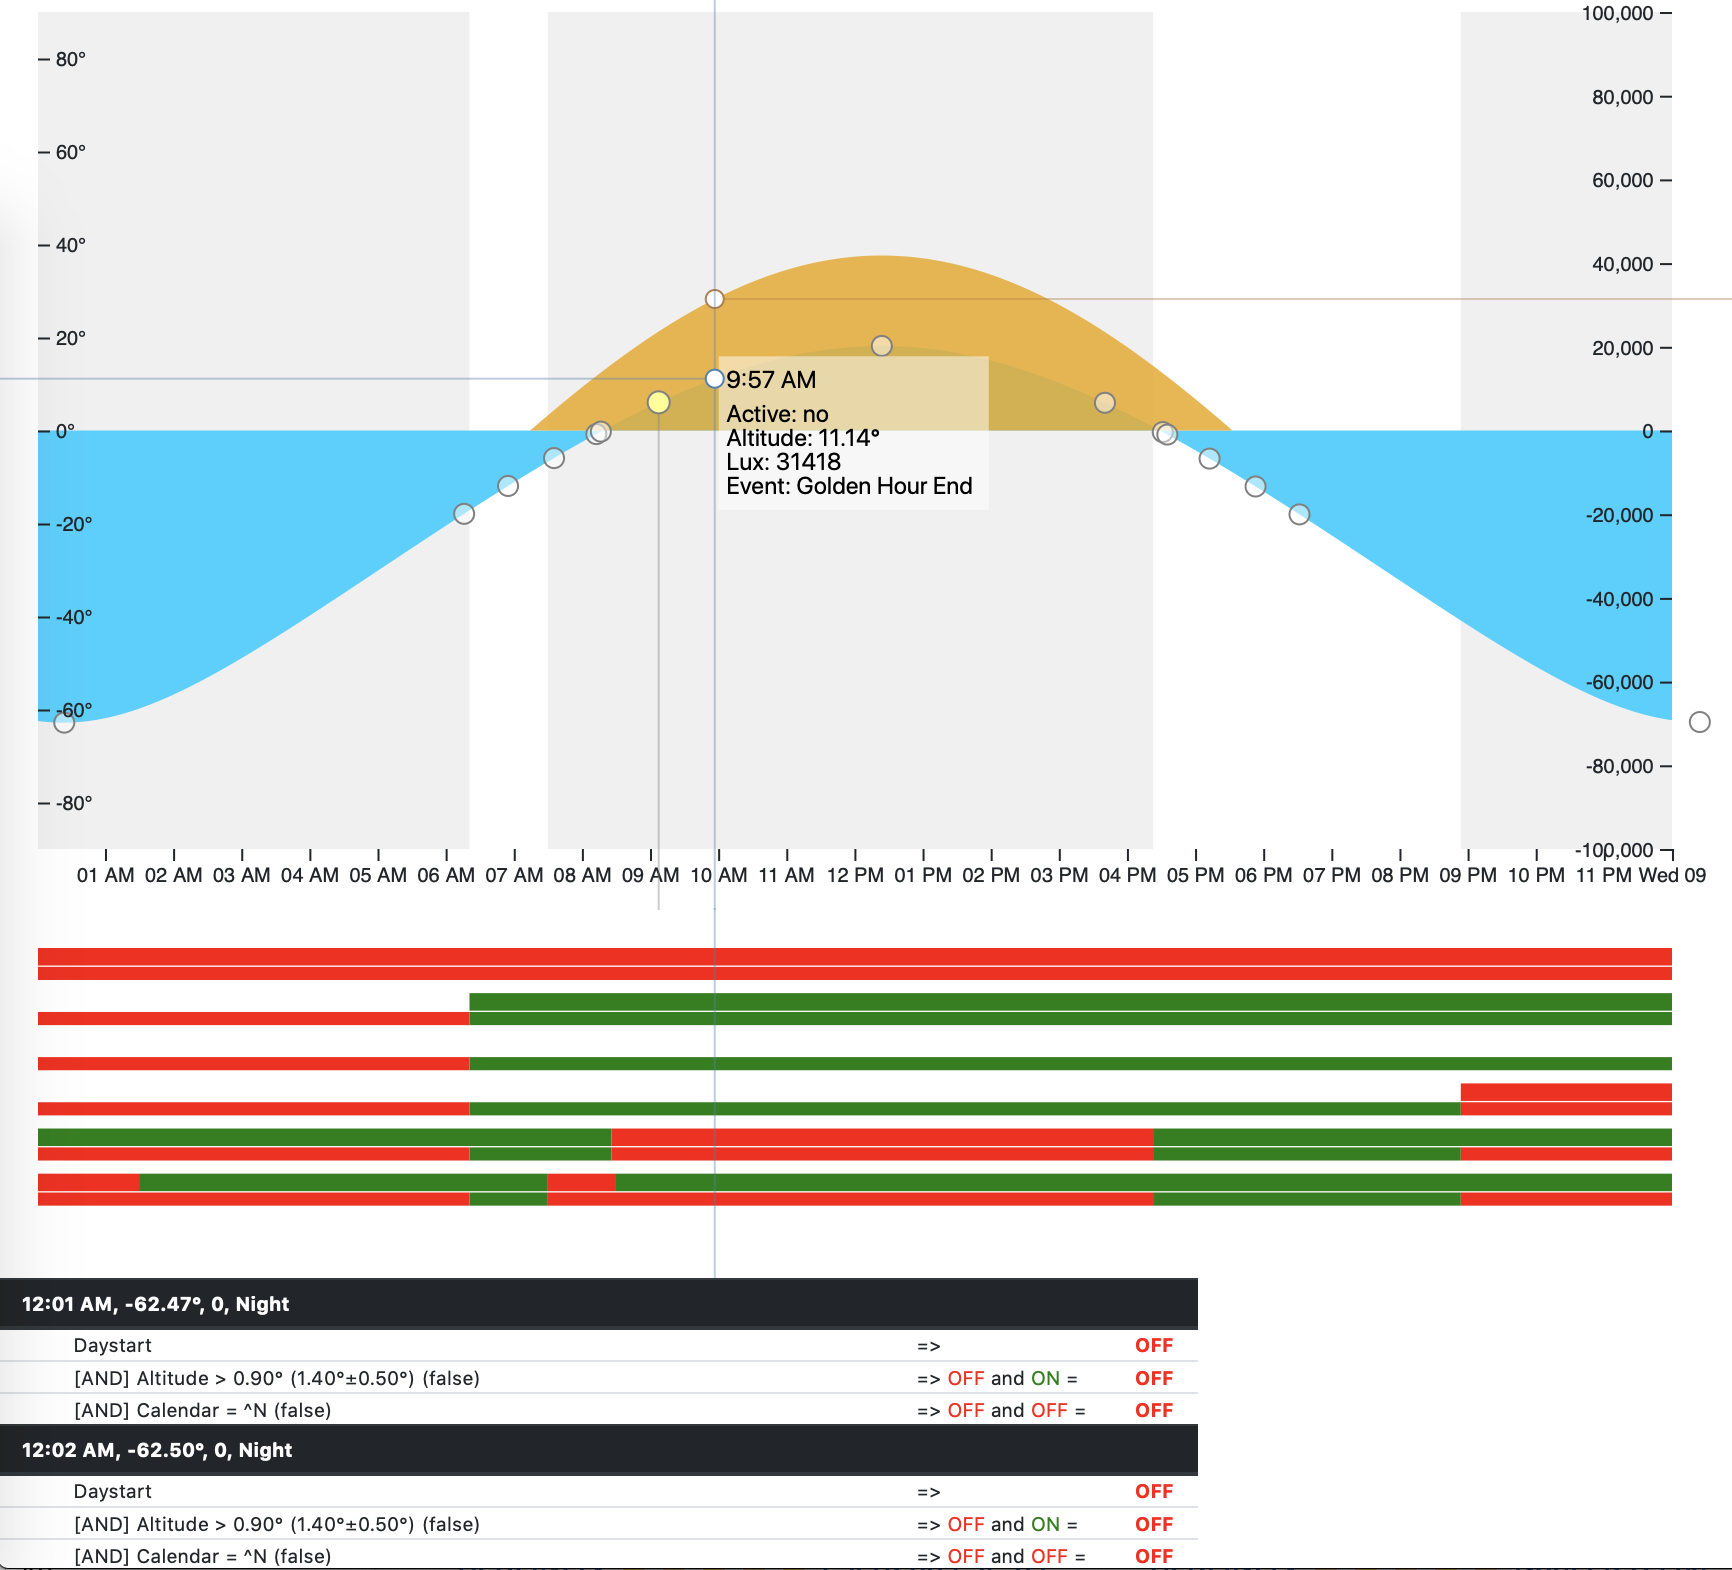 100,000
80°
80,000
60°
60,000
40°
40,000
20°
20,000
9:57 AM
Active: no
0°
Altitude: 11.14°
0
Lux: 31418
Event: Golden Hour End
-20°
-20,000
-40°
-40,000
-60°
-60,000
-80°
-80,000
-100,000
01 AM 02 AM 03 AM 04 AM 05 AM 06 AM 07 AM 08 AM 09 AM 10 AM 11 AM 12 PM 01 PM 02 PM 03 PM 04 PM 05 PM 06 PM 07 PM 08 PM 09 PM 10 PM 11 PM Wed 09
12:01 AM, -62.47°, 0, Night
Daystart => OFF
[AND] Altitude > 0.90° (1.40°±0.50°) (false) => OFF and ON = OFF
[AND] Calendar = ^N (false) => OFF and OFF = OFF
12:02 AM, -62.50°, 0, Night
Daystart => OFF
[AND] Altitude > 0.90° (1.40°±0.50°) (false) => OFF and ON = OFF
[AND] Calendar = ^N (false) => OFF and OFF = OFF